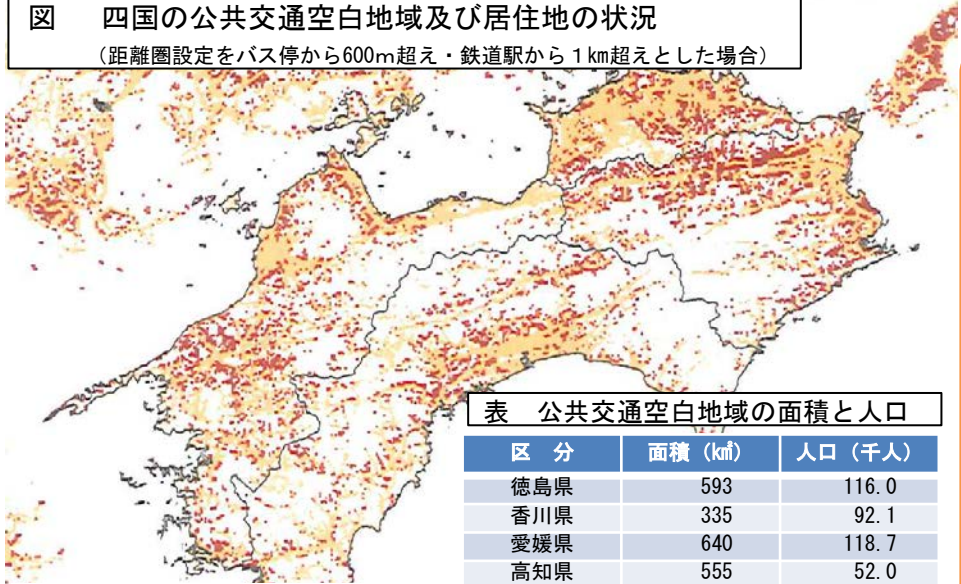 図 四国の公共交通空白地域及び居住地の状況
(距離圏設定をバス停から600m超え・鉄道駅から1km超えとした場合)
表 公共交通空白地域の面積と人口
区 分 面積(k㎡) 人口(千人)
徳島県 593 116.0
香川県 335 92.1
愛媛県 640 118.7
高知県 555 52.0